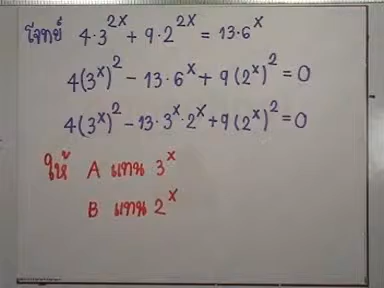 โจทย์ 4·3^{2x} + 9·2^{2x} = 13·6^x
4(3^x)^2 − 13·6^x + 9(2^x)^2 = 0
4(3^x)^2 − 13·3^x·2^x + 9(2^x)^2 = 0
ให้ A แทน 3^x
B แทน 2^x